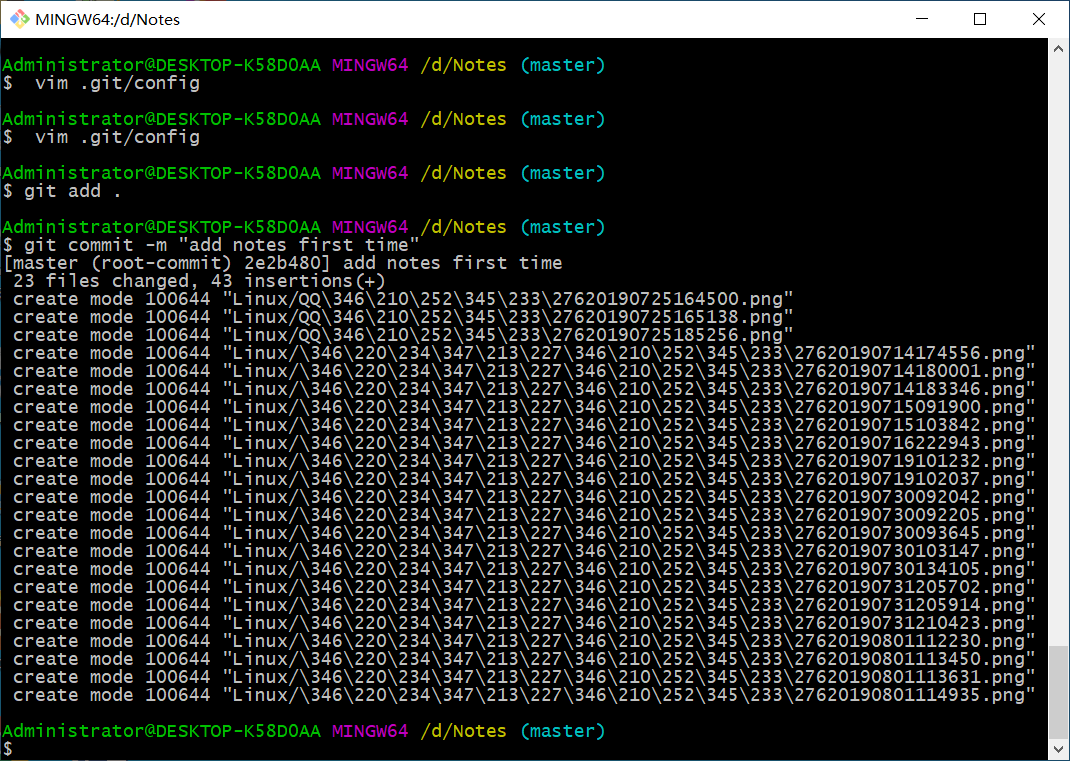 MINGW64:/d/Notes
Administrator@DESKTOP-K58D0AA MINGW64 /d/Notes (master)
$  vim .git/config
Administrator@DESKTOP-K58D0AA MINGW64 /d/Notes (master)
$  vim .git/config
Administrator@DESKTOP-K58D0AA MINGW64 /d/Notes (master)
$ git add .
Administrator@DESKTOP-K58D0AA MINGW64 /d/Notes (master)
$ git commit -m "add notes first time"
[master (root-commit) 2e2b480] add notes first time
 23 files changed, 43 insertions(+)
 create mode 100644 "Linux/QQ\346\210\252\345\233\27620190725164500.png"
 create mode 100644 "Linux/QQ\346\210\252\345\233\27620190725165138.png"
 create mode 100644 "Linux/QQ\346\210\252\345\233\27620190725185256.png"
 create mode 100644 "Linux/\346\220\234\347\213\227\346\210\252\345\233\27620190714174556.png"
 create mode 100644 "Linux/\346\220\234\347\213\227\346\210\252\345\233\27620190714180001.png"
 create mode 100644 "Linux/\346\220\234\347\213\227\346\210\252\345\233\27620190714183346.png"
 create mode 100644 "Linux/\346\220\234\347\213\227\346\210\252\345\233\27620190715091900.png"
 create mode 100644 "Linux/\346\220\234\347\213\227\346\210\252\345\233\27620190715103842.png"
 create mode 100644 "Linux/\346\220\234\347\213\227\346\210\252\345\233\27620190716222943.png"
 create mode 100644 "Linux/\346\220\234\347\213\227\346\210\252\345\233\27620190719101232.png"
 create mode 100644 "Linux/\346\220\234\347\213\227\346\210\252\345\233\27620190719102037.png"
 create mode 100644 "Linux/\346\220\234\347\213\227\346\210\252\345\233\27620190730092042.png"
 create mode 100644 "Linux/\346\220\234\347\213\227\346\210\252\345\233\27620190730092205.png"
 create mode 100644 "Linux/\346\220\234\347\213\227\346\210\252\345\233\27620190730093645.png"
 create mode 100644 "Linux/\346\220\234\347\213\227\346\210\252\345\233\27620190730103147.png"
 create mode 100644 "Linux/\346\220\234\347\213\227\346\210\252\345\233\27620190730134105.png"
 create mode 100644 "Linux/\346\220\234\347\213\227\346\210\252\345\233\27620190731205702.png"
 create mode 100644 "Linux/\346\220\234\347\213\227\346\210\252\345\233\27620190731205914.png"
 create mode 100644 "Linux/\346\220\234\347\213\227\346\210\252\345\233\27620190731210423.png"
 create mode 100644 "Linux/\346\220\234\347\213\227\346\210\252\345\233\27620190801112230.png"
 create mode 100644 "Linux/\346\220\234\347\213\227\346\210\252\345\233\27620190801113450.png"
 create mode 100644 "Linux/\346\220\234\347\213\227\346\210\252\345\233\27620190801113631.png"
 create mode 100644 "Linux/\346\220\234\347\213\227\346\210\252\345\233\27620190801114935.png"
Administrator@DESKTOP-K58D0AA MINGW64 /d/Notes (master)
$